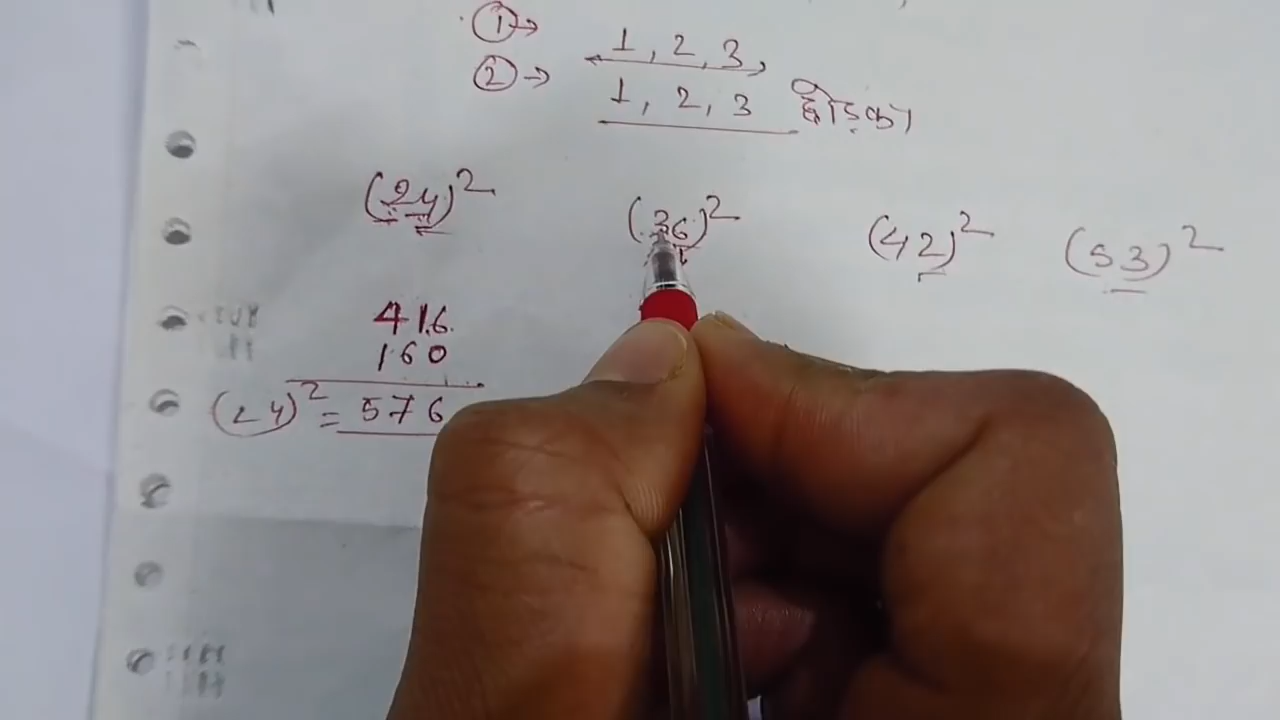 ① →
1, 2, 3,
② →
1, 2, 3 छोड़कर
(24)²
(36)²
(42)²
(53)²
416
160
(24)² = 576